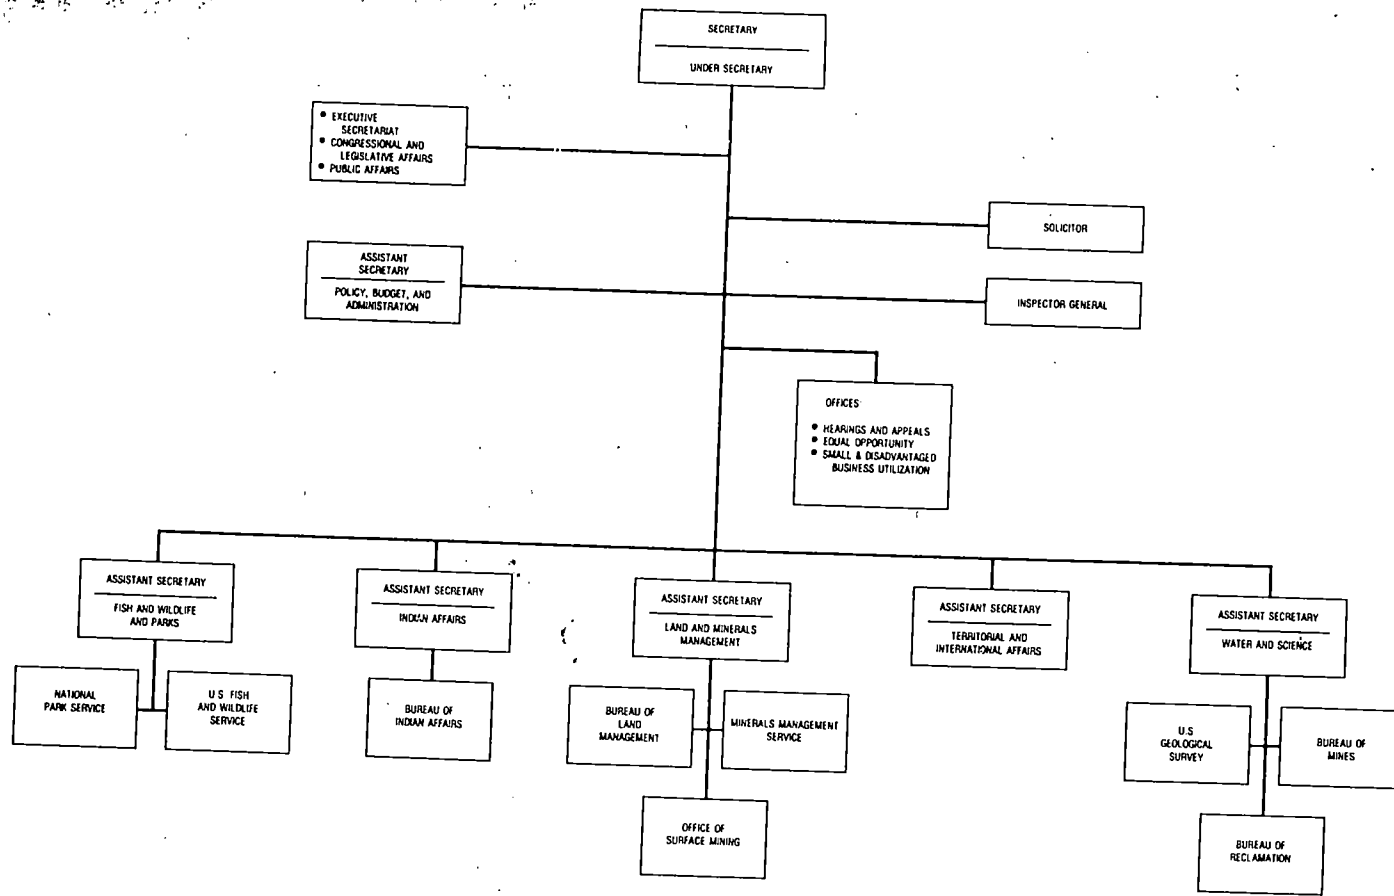 SECRETARY
UNDER SECRETARY
• EXECUTIVE
SECRETARIAT
• CONGRESSIONAL AND
LEGISLATIVE AFFAIRS
• PUBLIC AFFAIRS
SOLICITOR
ASSISTANT
SECRETARY
POLICY, BUDGET, AND
ADMINISTRATION
INSPECTOR GENERAL
OFFICES
• HEARINGS AND APPEALS
• EQUAL OPPORTUNITY
• SMALL & DISADVANTAGED
BUSINESS UTILIZATION
ASSISTANT SECRETARY
FISH AND WILDLIFE
AND PARKS
ASSISTANT SECRETARY
INDIAN AFFAIRS
ASSISTANT SECRETARY
LAND AND MINERALS
MANAGEMENT
ASSISTANT SECRETARY
TERRITORIAL AND
INTERNATIONAL AFFAIRS
ASSISTANT SECRETARY
WATER AND SCIENCE
NATIONAL
PARK SERVICE
U S FISH
AND WILDLIFE
SERVICE
BUREAU OF
INDIAN AFFAIRS
BUREAU OF
LAND
MANAGEMENT
MINERALS MANAGEMENT
SERVICE
OFFICE OF
SURFACE MINING
U.S
GEOLOGICAL
SURVEY
BUREAU OF
MINES
BUREAU OF
RECLAMATION